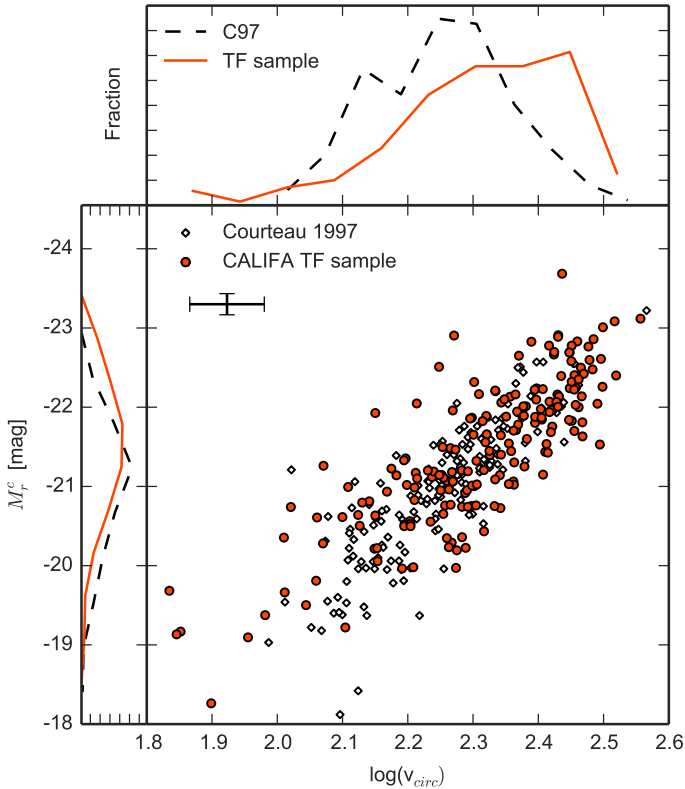 C97
TF sample
Fraction
Courteau 1997
CALIFA TF sample
-24
-23
-22
-21
-20
-19
-18
M_r^c [mag]
1.8 1.9 2.0 2.1 2.2 2.3 2.4 2.5 2.6
log(v_circ)